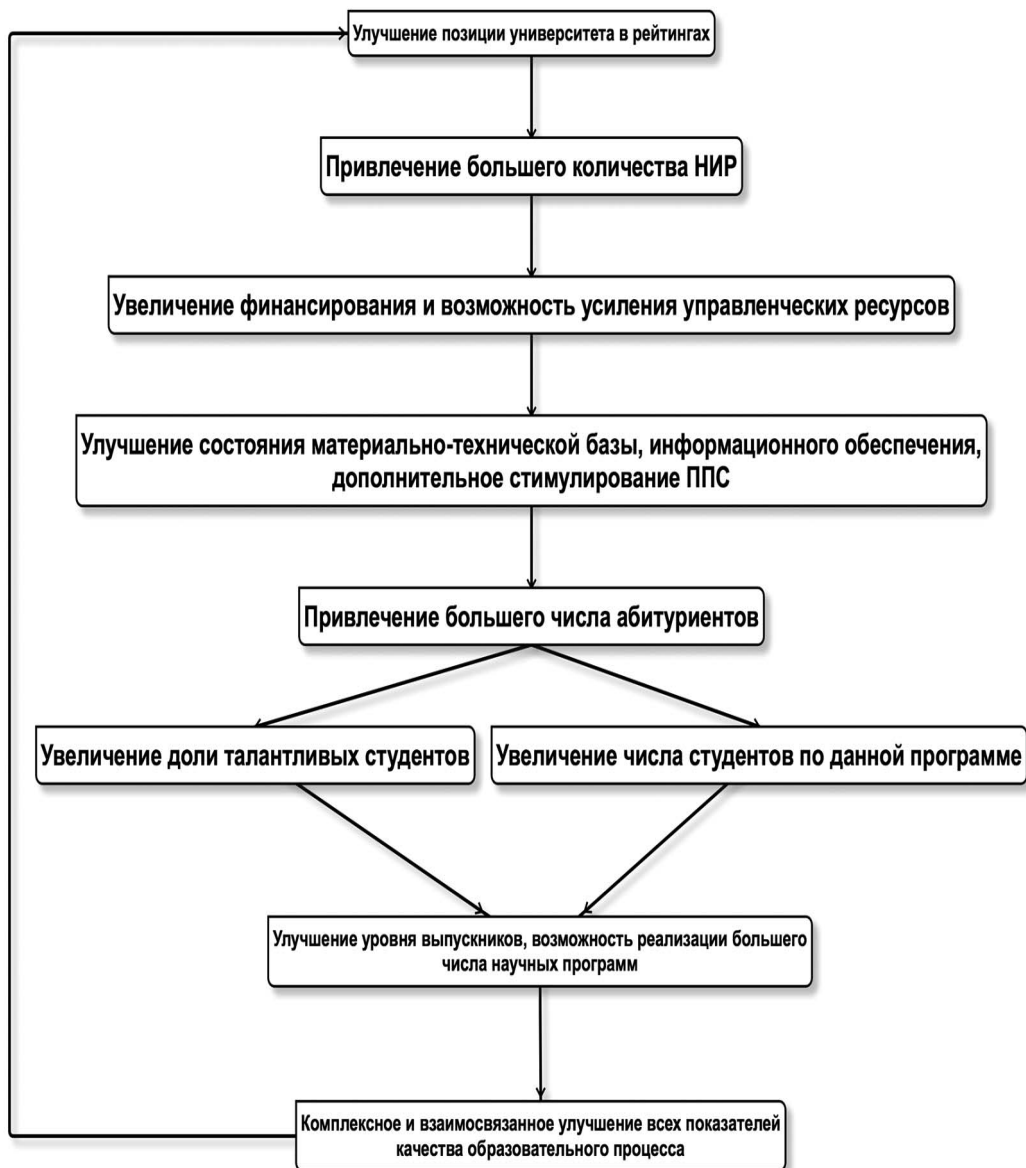 Улучшение позиции университета в рейтингах
Привлечение большего количества НИР
Увеличение финансирования и возможность усиления управленческих ресурсов
Улучшение состояния материально-технической базы, информационного обеспечения,
дополнительное стимулирование ППС
Привлечение большего числа абитуриентов
Увеличение доли талантливых студентов
Увеличение числа студентов по данной программе
Улучшение уровня выпускников, возможность реализации большего
числа научных программ
Комплексное и взаимосвязанное улучшение всех показателей
качества образовательного процесса